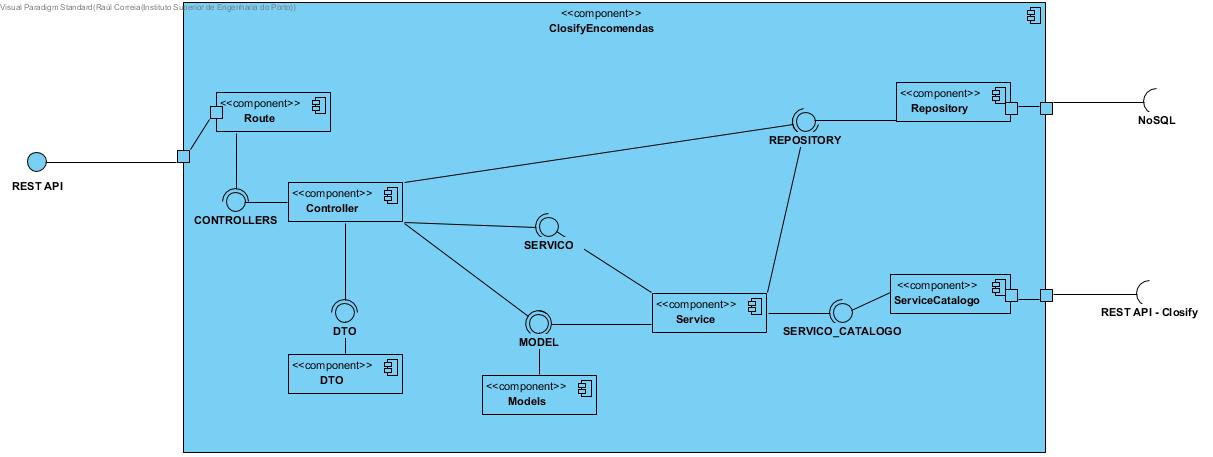 Visual Paradigm Standard(Raúl Correia(Instituto Superior de Engenharia do Porto))
<<component>>
ClosifyEncomendas
<<component>>
Route
<<component>>
Repository
NoSQL
REPOSITORY
REST API
<<component>>
Controller
CONTROLLERS
SERVICO
<<component>>
ServiceCatalogo
REST API - Closify
<<component>>
Service
SERVICO_CATALOGO
DTO
MODEL
<<component>>
DTO
<<component>>
Models